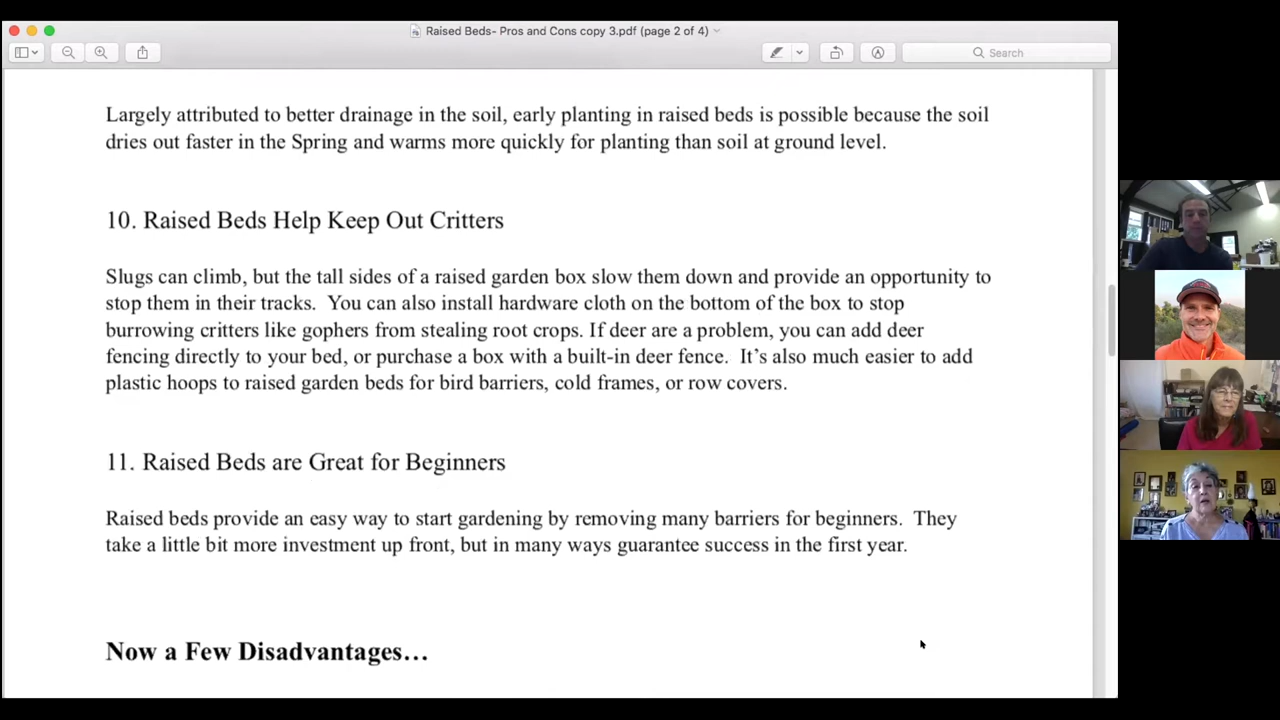 Raised Beds- Pros and Cons copy 3.pdf (page 2 of 4)
Search
Largely attributed to better drainage in the soil, early planting in raised beds is possible because the soil
dries out faster in the Spring and warms more quickly for planting than soil at ground level.
10. Raised Beds Help Keep Out Critters
Slugs can climb, but the tall sides of a raised garden box slow them down and provide an opportunity to
stop them in their tracks.  You can also install hardware cloth on the bottom of the box to stop
burrowing critters like gophers from stealing root crops. If deer are a problem, you can add deer
fencing directly to your bed, or purchase a box with a built-in deer fence.  It's also much easier to add
plastic hoops to raised garden beds for bird barriers, cold frames, or row covers.
11. Raised Beds are Great for Beginners
Raised beds provide an easy way to start gardening by removing many barriers for beginners.  They
take a little bit more investment up front, but in many ways guarantee success in the first year.
Now a Few Disadvantages…